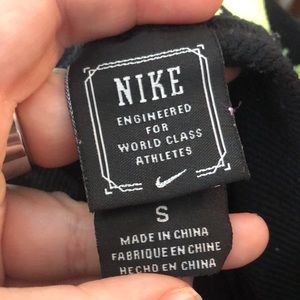 NIKE
ENGINEERED
FOR
WORLD CLASS
ATHLETES
S
MADE IN CHINA
FABRIQUE EN CHINE
HECHO EN CHINA